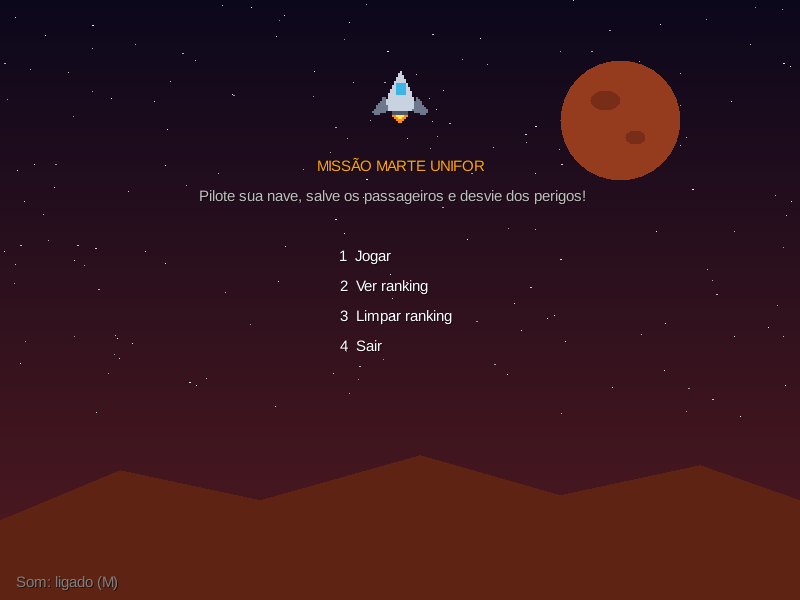 MISSÃO MARTE UNIFOR
Pilote sua nave, salve os passageiros e desvie dos perigos!
1 Jogar
2 Ver ranking
3 Limpar ranking
4 Sair
Som: ligado (M)